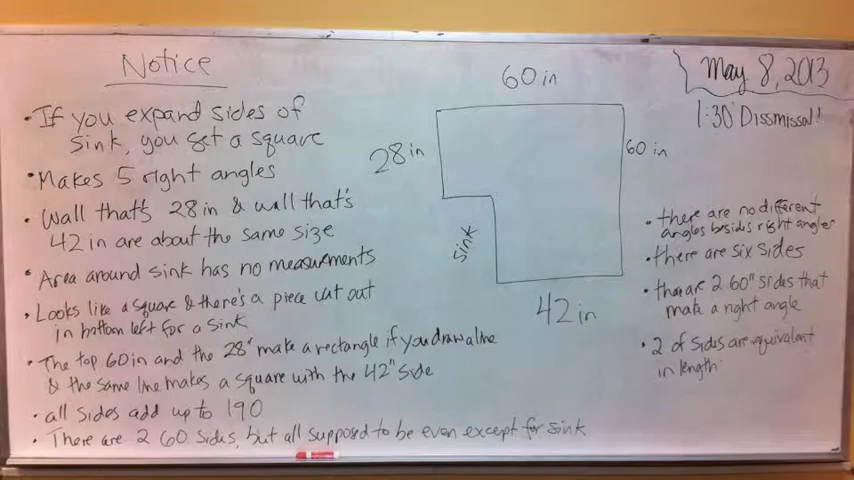 Notice
• If you expand sides of
sink, you get a square
• Makes 5 right angles
• Wall that's 28 in & wall that's
42 in are about the same size
• Area around sink has no measurements
• Looks like a square & there's a piece cut out
in bottom left for a sink
• The top 60 in and the 28" make a rectangle if you draw a line
& the same line makes a square with the 42" side
• all sides add up to 190
• There are 2 60 sides, but all supposed to be even except for sink
60 in
28 in
60 in
sink
42 in
May 8, 2013
1:30 Dissmissal!
• there are no different
angles besides right angles
• there are six sides
• there are 2 60" sides that
make a right angle
• 2 of sides are equivalant
in length